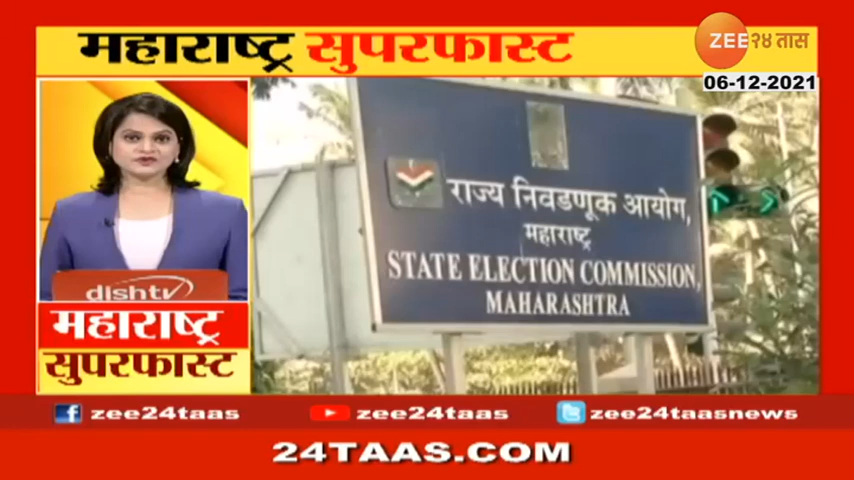 महाराष्ट्र सुपरफास्ट
ZEE २४ तास
06-12-2021
राज्य निवडणूक आयोग,
महाराष्ट्र
STATE ELECTION COMMISSION,
MAHARASHTRA
dishtv
महाराष्ट्र
सुपरफास्ट
zee24taas
zee24taas
zee24taasnews
24TAAS.COM